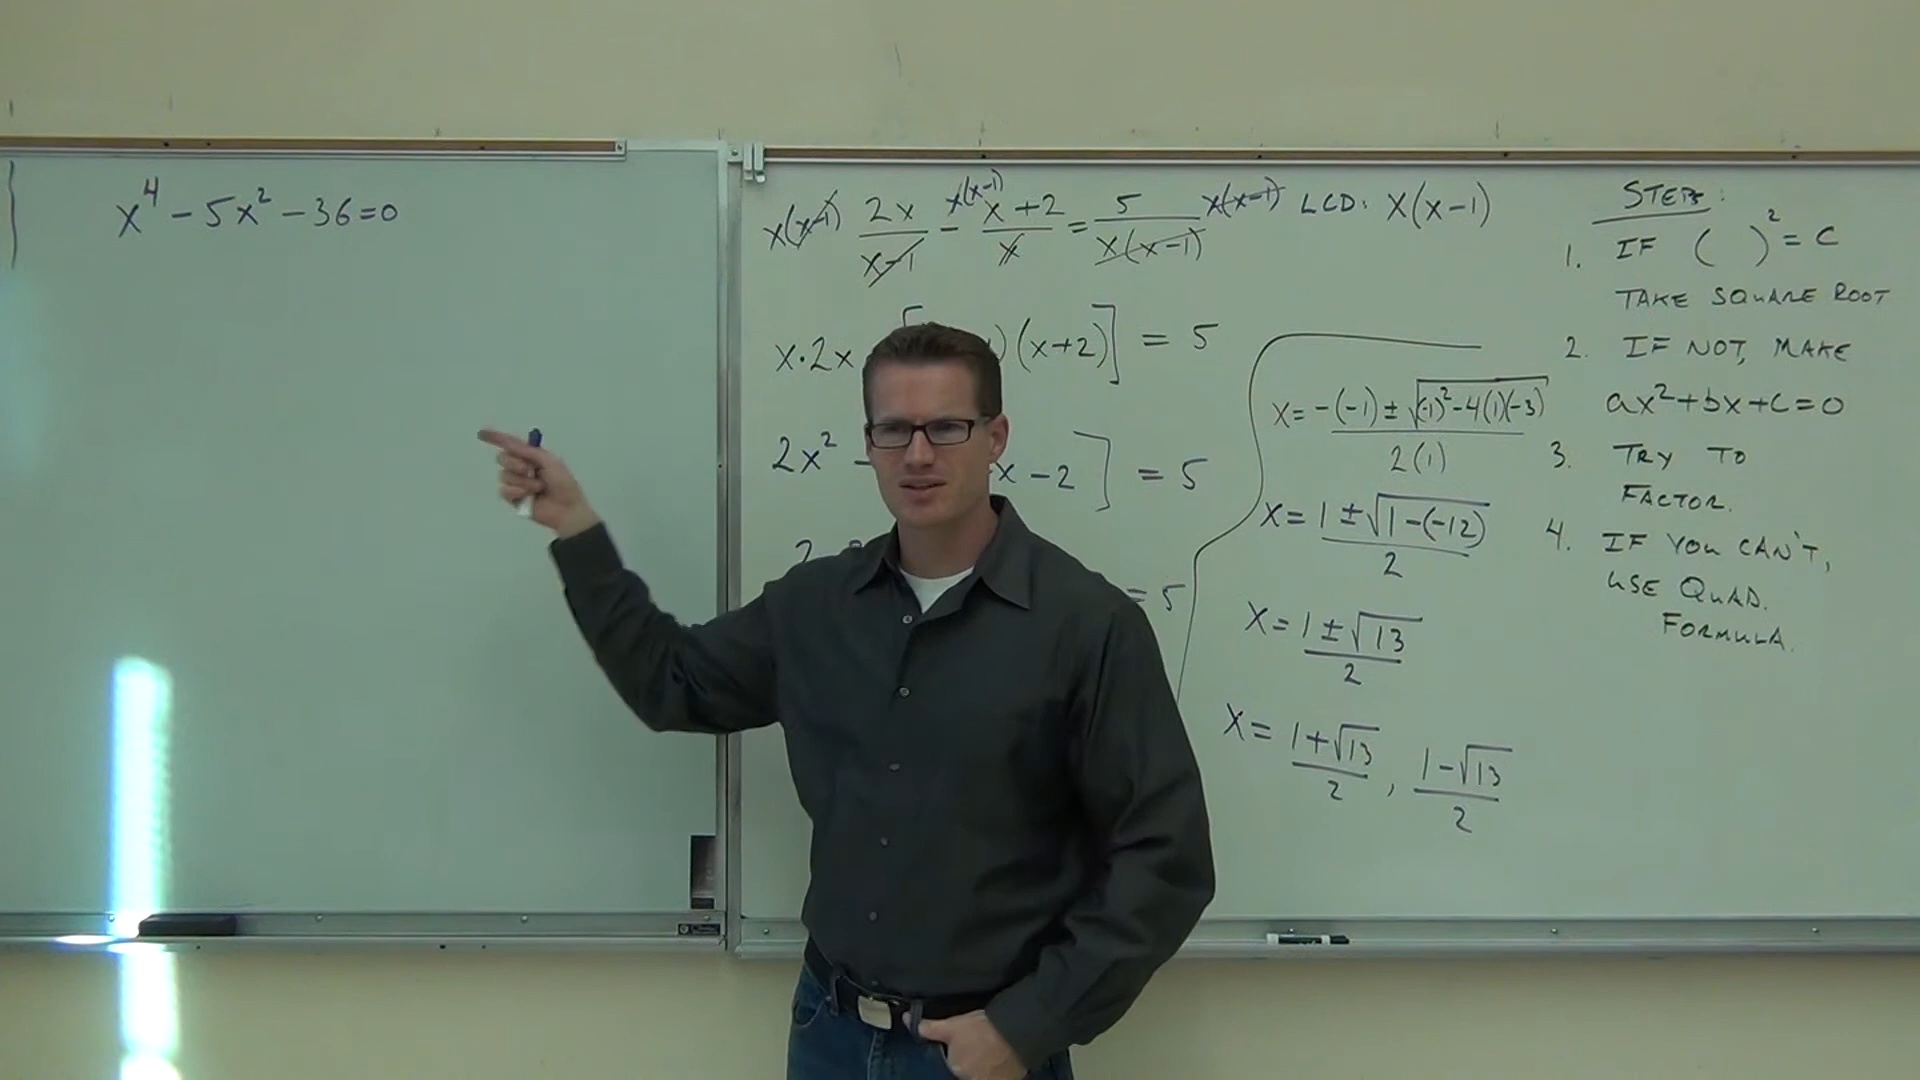 x⁴ - 5x² - 36 = 0
x(x-1) 2x/(x-1) - x(x-1) (x+2)/x = 5/(x(x-1)) x(x-1) LCD: x(x-1)
x·2x (x+2)] = 5
2x² - x - 2] = 5
= 5
x = (-(-1) ± √((-1)² - 4(1)(-3)))/(2(1))
x = (1 ± √(1-(-12)))/2
x = (1 ± √13)/2
x = (1+√13)/2, (1-√13)/2
STEPS:
1. IF ( )² = C
TAKE SQUARE ROOT
2. IF NOT, MAKE
ax² + bx + c = 0
3. TRY TO
FACTOR.
4. IF YOU CAN'T,
USE QUAD.
FORMULA.